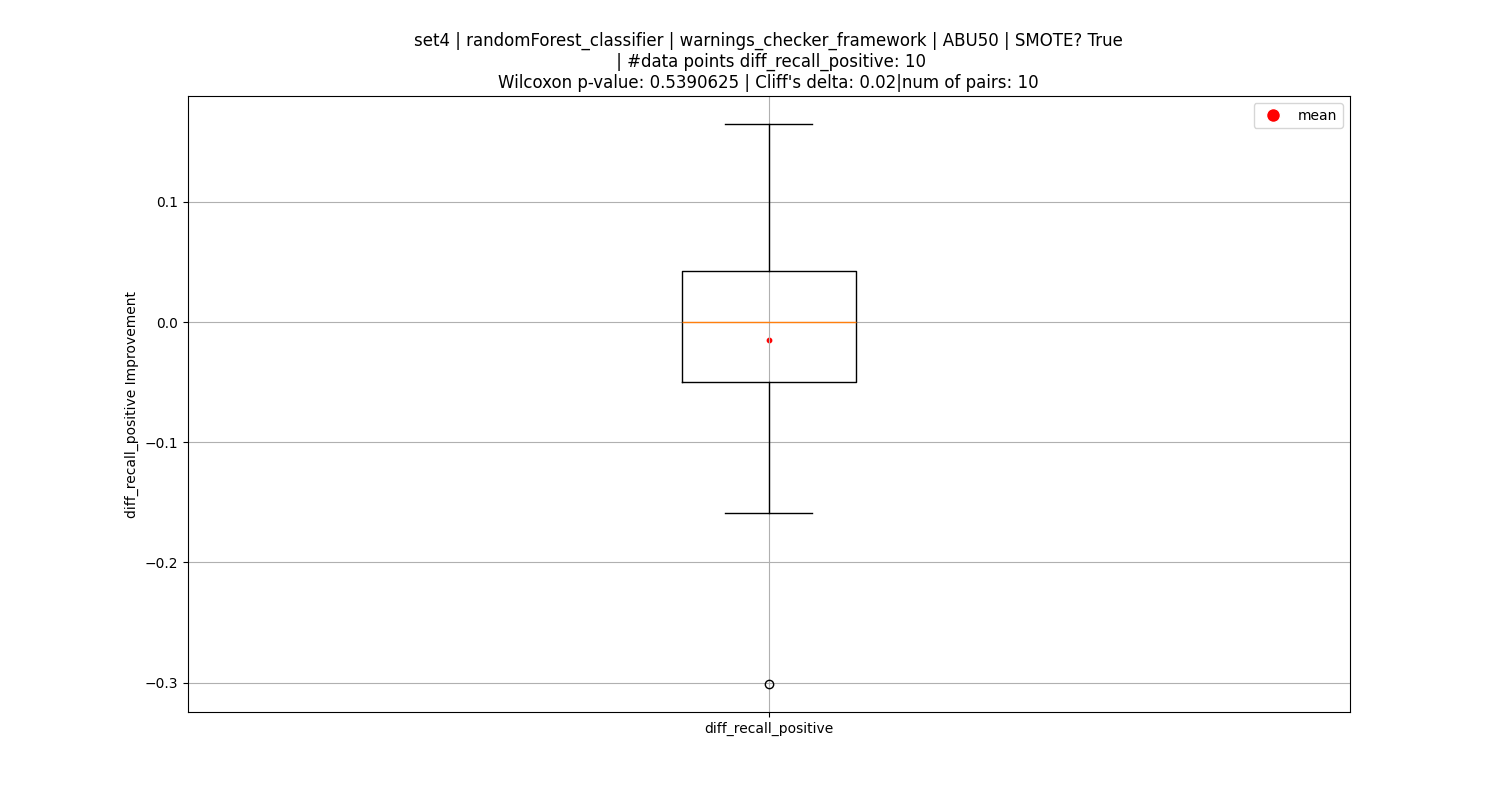 set4 | randomForest_classifier | warnings_checker_framework | ABU50 | SMOTE? True
| #data points diff_recall_positive: 10
Wilcoxon p-value: 0.5390625 | Cliff's delta: 0.02|num of pairs: 10
mean
0.1
0.0
−0.1
−0.2
−0.3
diff_recall_positive Improvement
diff_recall_positive